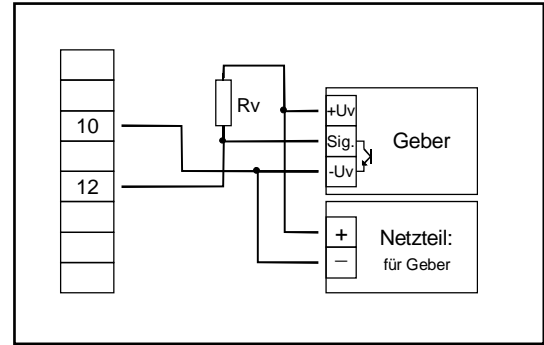 10
12
Rv
+Uv
Sig.
-Uv
Geber
+
−
Netzteil:
für Geber